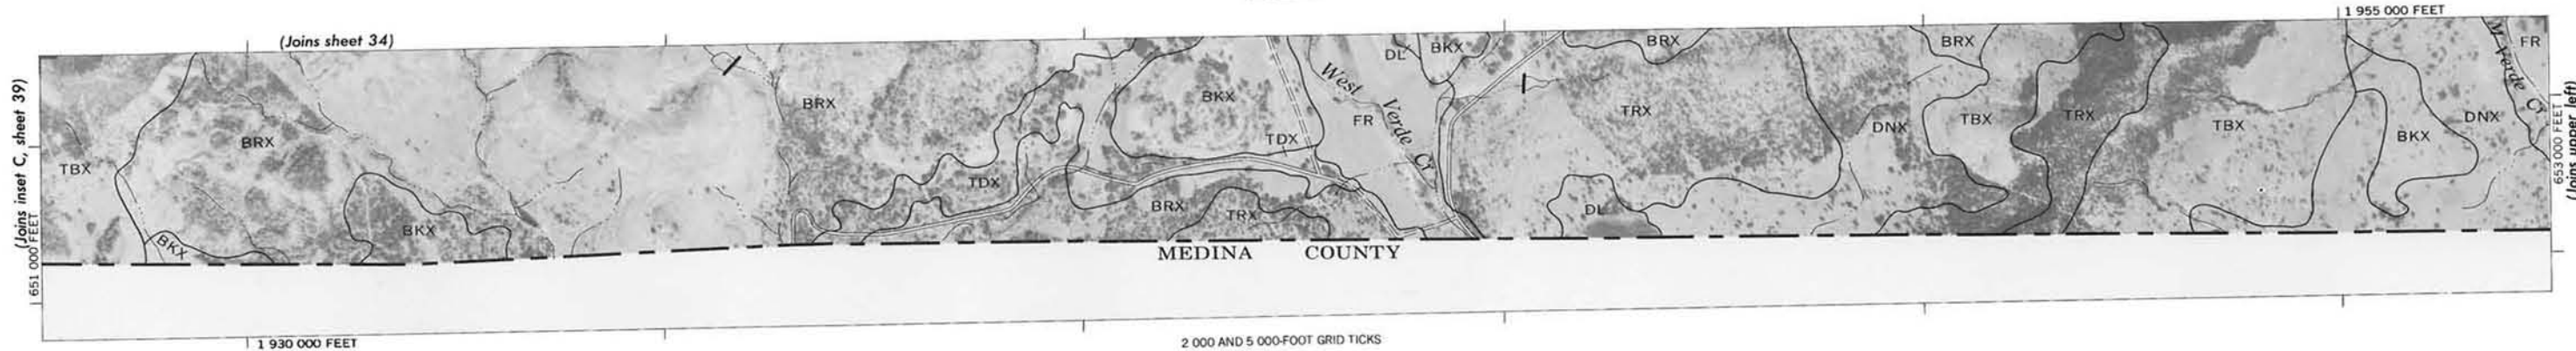 (Joins sheet 34)
1 955 000 FEET
(Joins inset C, sheet 39)
651 000 FEET
TBX
BRX
BKX
BKX
BRX
TDX
BKX
TDX
BRX
TRX
West Verde Cr
FR
DL
BKX
BRX
TRX
DL
DNX
BRX
TBX
TRX
TBX
BKX
DNX
FR
653 000 FEET
(Joins upper left)
MEDINA COUNTY
1 930 000 FEET
2 000 AND 5 000-FOOT GRID TICKS